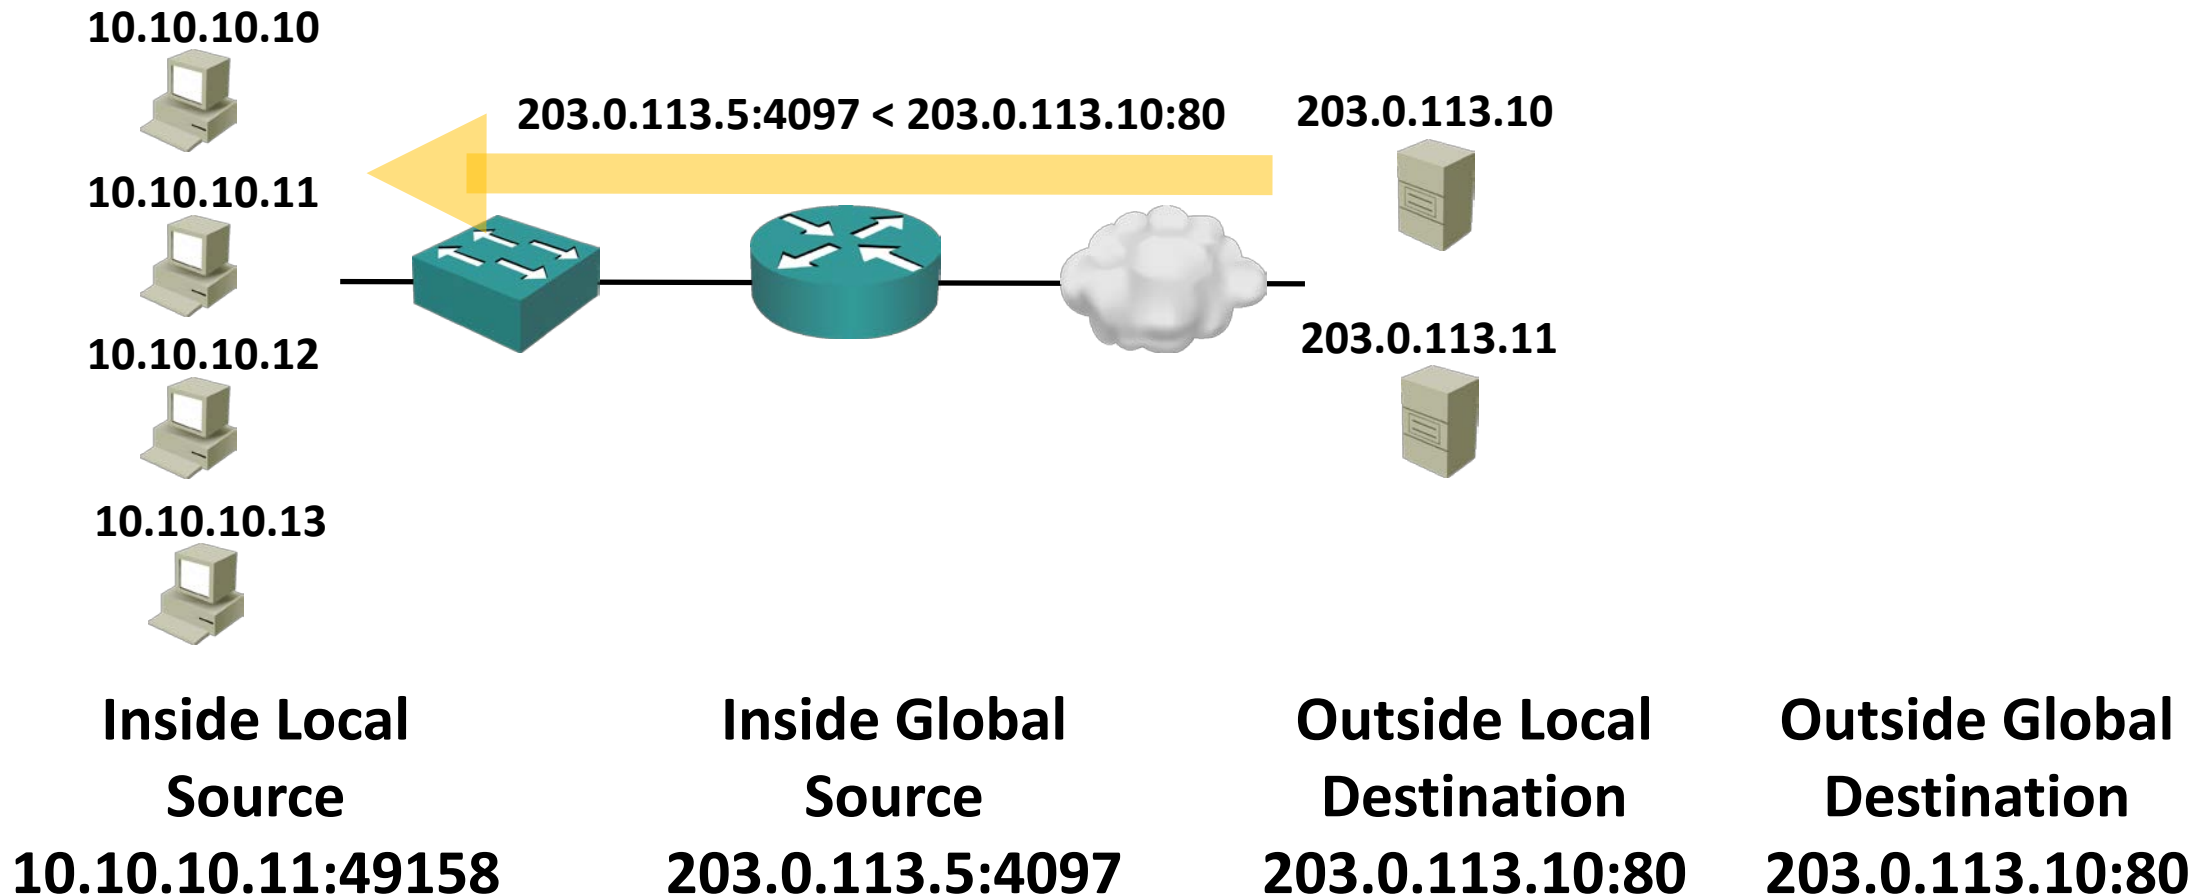 10.10.10.10
203.0.113.5:4097 < 203.0.113.10:80
203.0.113.10
10.10.10.11
203.0.113.11
10.10.10.12
10.10.10.13
Inside Local
Source
10.10.10.11:49158
Inside Global
Source
203.0.113.5:4097
Outside Local
Destination
203.0.113.10:80
Outside Global
Destination
203.0.113.10:80